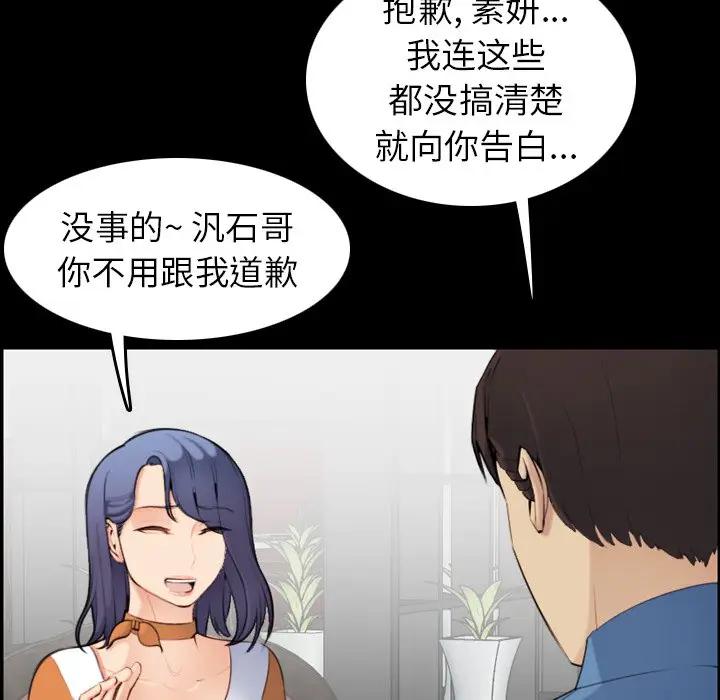 抱歉, 素妍...
我连这些
都没搞清楚
就向你告白...
没事的~ 汎石哥
你不用跟我道歉